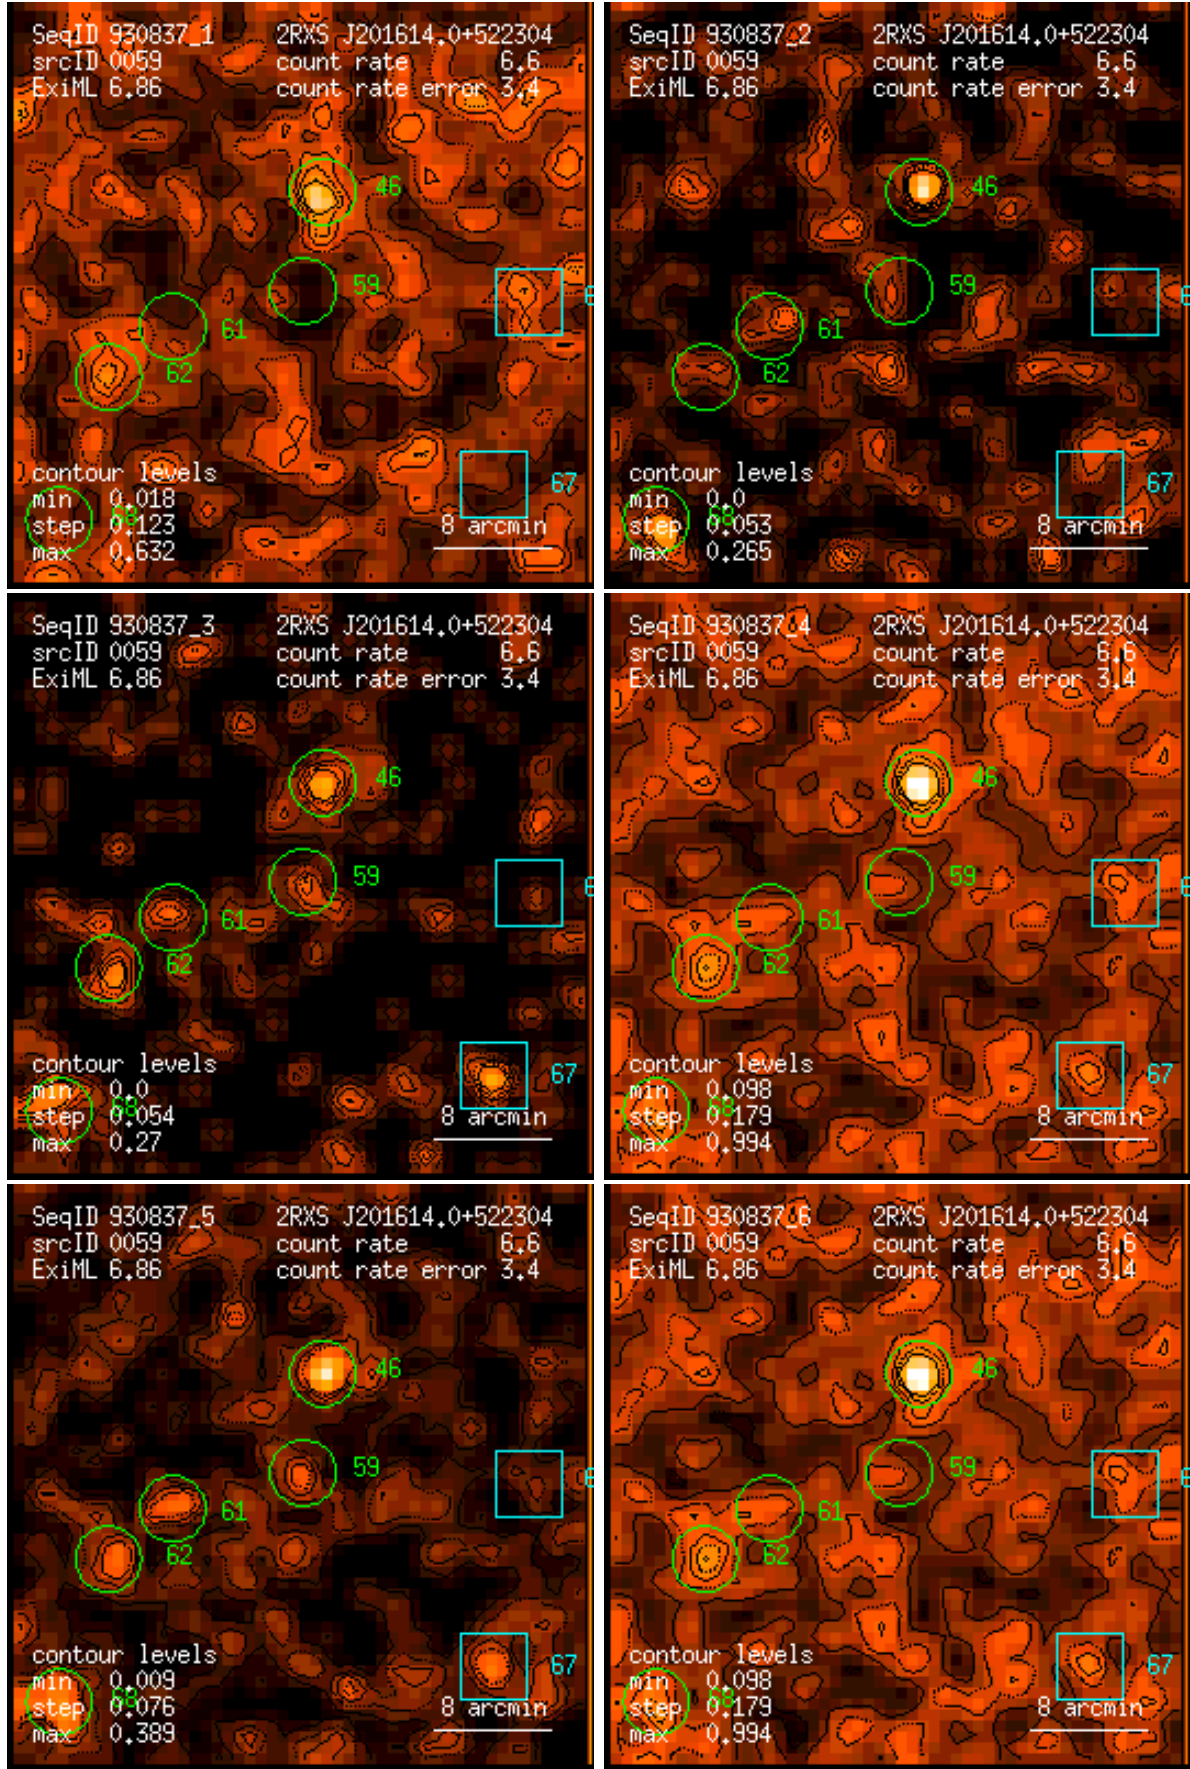 SeqID 930837_1 2RXS J201614.0+522304
srcID 0059 count rate 6.6
ExiML 6.86 count rate error 3.4
46
59
61
62
contour levels
min 0.018
67
68
step 0.123
8 arcmin
max 0.632
SeqID 930837_2 2RXS J201614.0+522304
srcID 0059 count rate 6.6
ExiML 6.86 count rate error 3.4
46
59
61
62
contour levels
min 0.0
67
68
step 0.053
8 arcmin
max 0.265
SeqID 930837_3 2RXS J201614.0+522304
srcID 0059 count rate 6.6
ExiML 6.86 count rate error 3.4
46
59
61
62
contour levels
min 0.0
67
68
step 0.054
8 arcmin
max 0.27
SeqID 930837_4 2RXS J201614.0+522304
srcID 0059 count rate 6.6
ExiML 6.86 count rate error 3.4
46
59
61
62
contour levels
min 0.098
67
68
step 0.179
8 arcmin
max 0.994
SeqID 930837_5 2RXS J201614.0+522304
srcID 0059 count rate 6.6
ExiML 6.86 count rate error 3.4
46
59
61
62
contour levels
min 0.009
67
68
step 0.076
8 arcmin
max 0.389
SeqID 930837_6 2RXS J201614.0+522304
srcID 0059 count rate 6.6
ExiML 6.86 count rate error 3.4
46
59
61
62
contour levels
min 0.098
67
68
step 0.179
8 arcmin
max 0.994